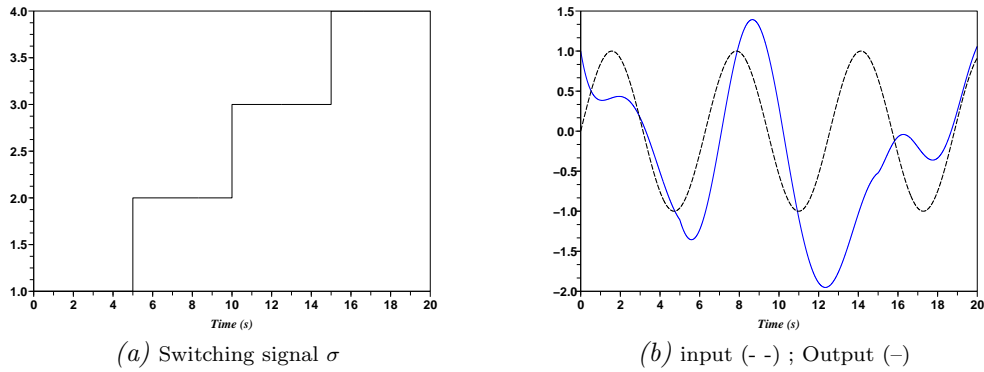 4.0
3.5
3.0
2.5
2.0
1.5
1.0
0 2 4 6 8 10 12 14 16 18 20
Time (s)
(a) Switching signal σ
1.5
1.0
0.5
0.0
−0.5
−1.0
−1.5
−2.0
0 2 4 6 8 10 12 14 16 18 20
Time (s)
(b) input (- -) ; Output (–)